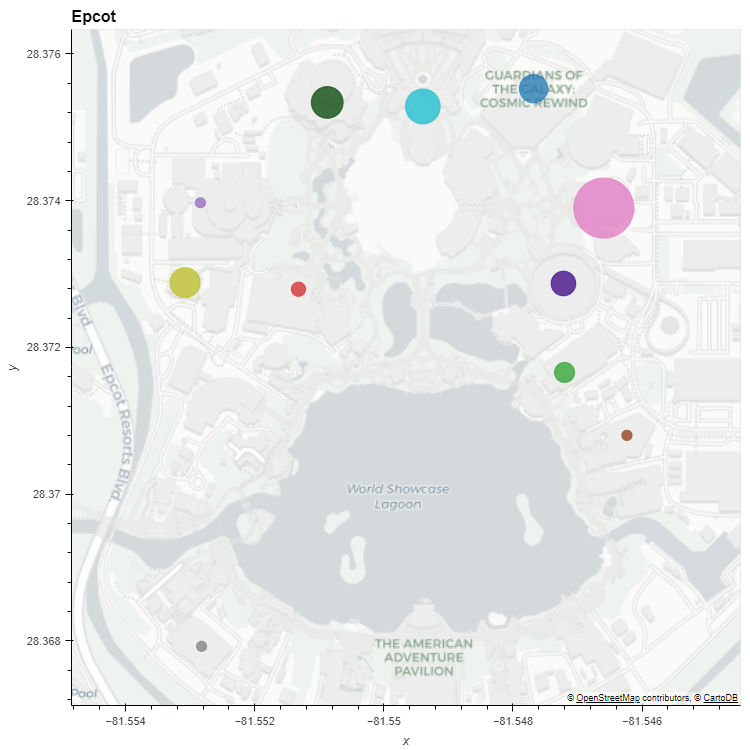 Epcot
28.376
GUARDIANS OF
THE GALAXY:
COSMIC REWIND
28.374
s Blvd.
ool
28.372
Epcot Resorts Blvd
y
28.37
World Showcase
Lagoon
28.368
THE AMERICAN
ADVENTURE
PAVILION
Pool
© OpenStreetMap contributors, © CartoDB
−81.554
−81.552
−81.55
−81.548
−81.546
x